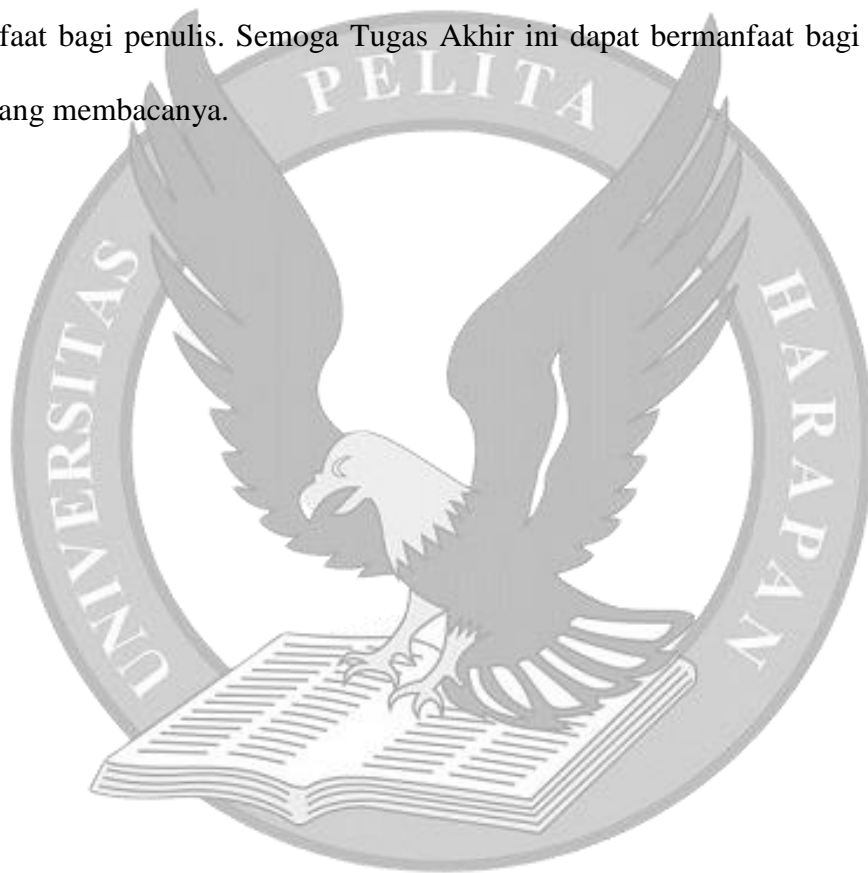 faat bagi penulis. Semoga Tugas Akhir ini dapat bermanfaat bagi
ang membacanya.
UNIVERSITAS PELITA HARAPAN